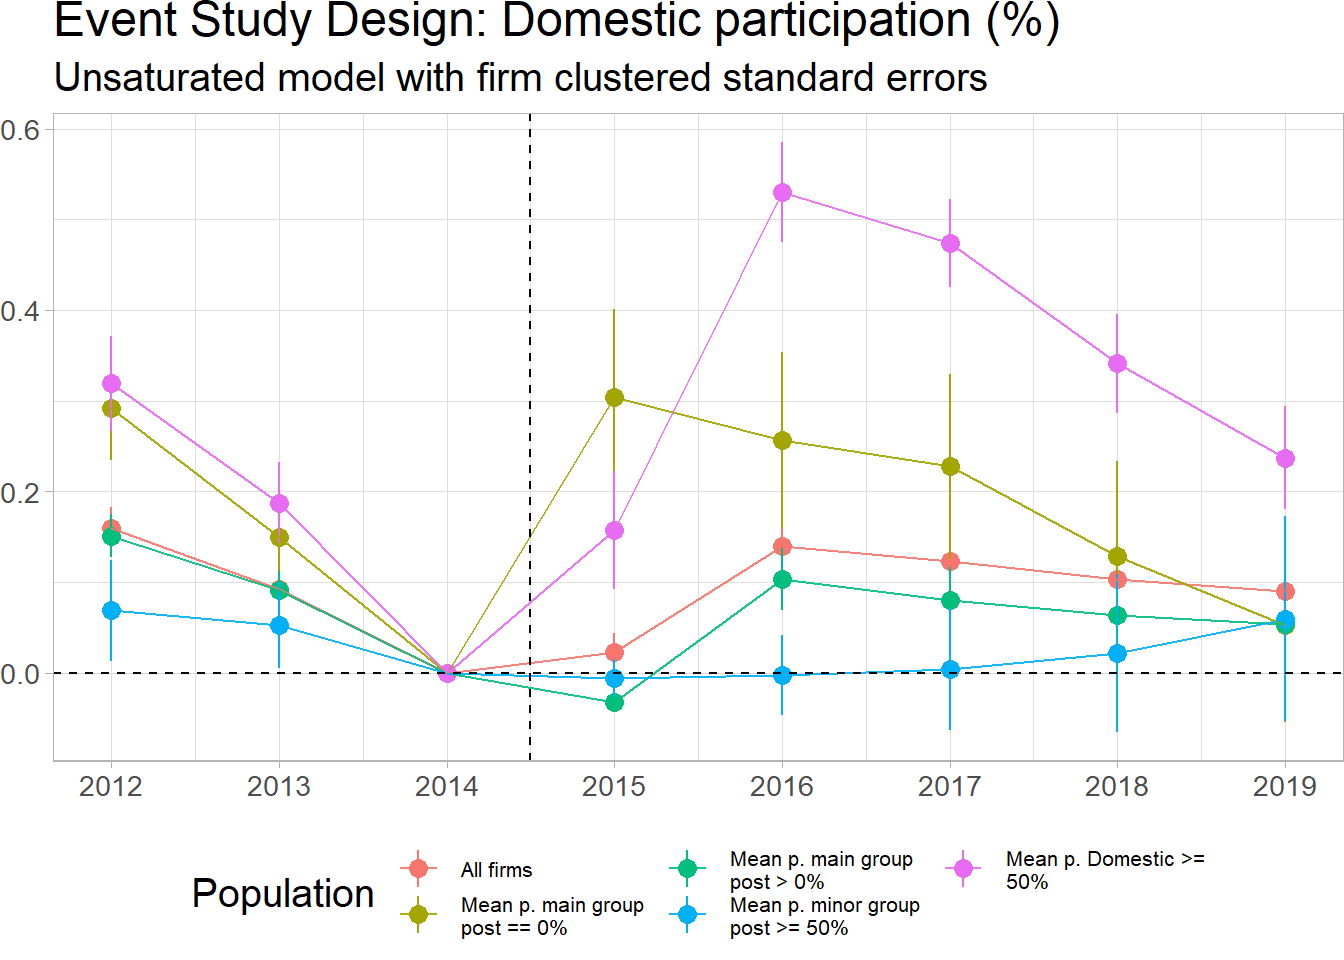 Event Study Design: Domestic participation (%)
Unsaturated model with firm clustered standard errors
0.6
0.4
0.2
0.0
2012 2013 2014 2015 2016 2017 2018 2019
Population
All firms
Mean p. main group
post == 0%
Mean p. main group
post > 0%
Mean p. minor group
post >= 50%
Mean p. Domestic >=
50%